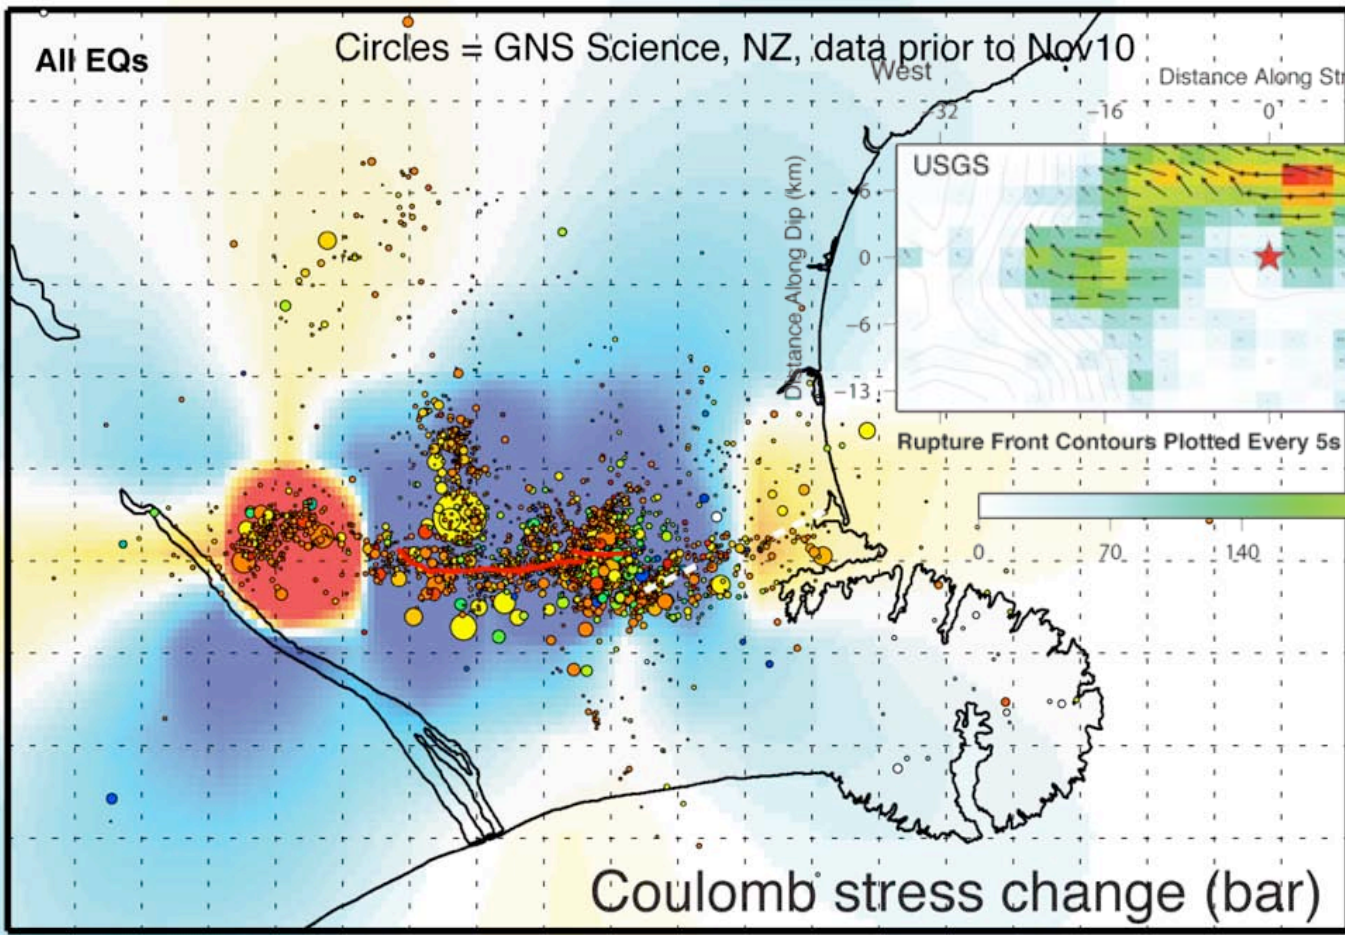 All EQs
Circles = GNS Science, NZ, data prior to Nov10
West
Distance Along Str
-32
-16
0
USGS
Distance Along Dip (km)
6
0
-6
-13
Rupture Front Contours Plotted Every 5s
0
70
140
Coulomb stress change (bar)